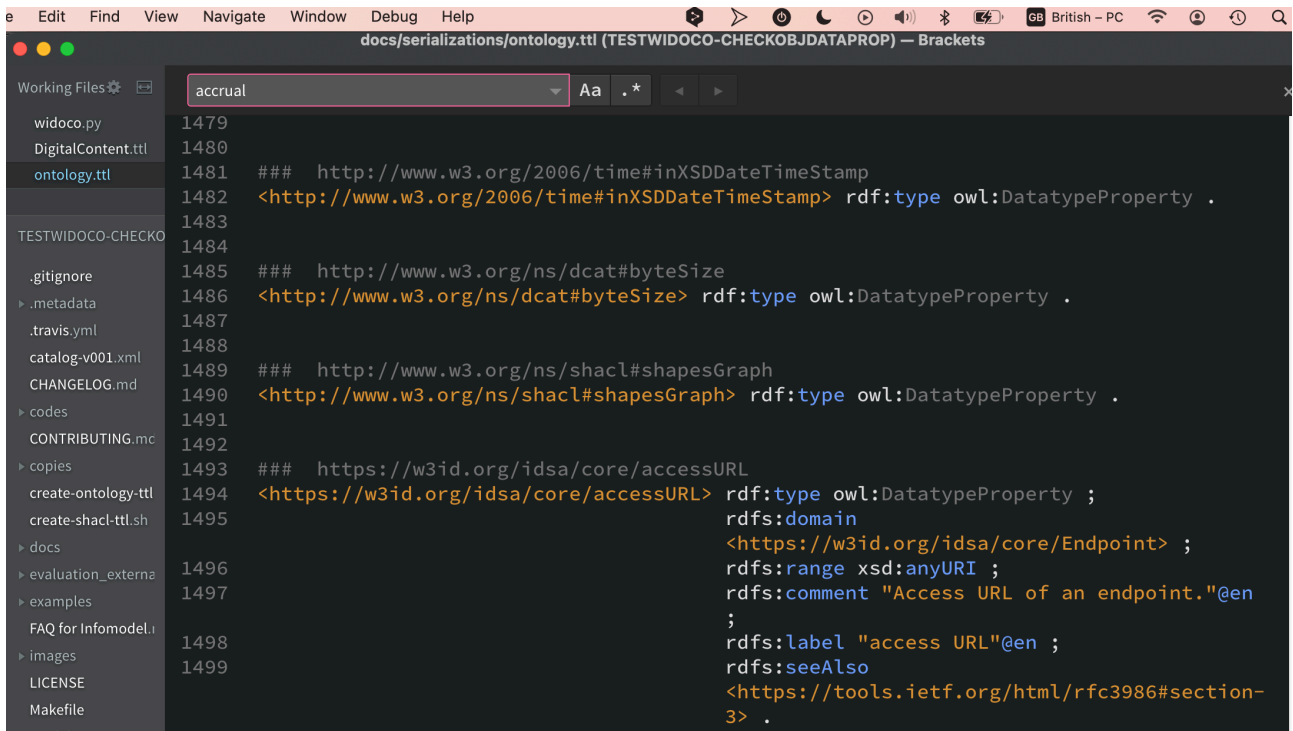 e Edit Find View Navigate Window Debug Help GB British – PC
docs/serializations/ontology.ttl (TESTWIDOCO-CHECKOBJDATAPROP) — Brackets
Working Files
accrual Aa .*
widoco.py
DigitalContent.ttl
ontology.ttl
TESTWIDOCO-CHECKO
.gitignore
.metadata
.travis.yml
catalog-v001.xml
CHANGELOG.md
codes
CONTRIBUTING.mc
copies
create-ontology-ttl
create-shacl-ttl.sh
docs
evaluation_externa
examples
FAQ for Infomodel.
images
LICENSE
Makefile
1479
1480
1481 ### http://www.w3.org/2006/time#inXSDDateTimeStamp
1482 <http://www.w3.org/2006/time#inXSDDateTimeStamp> rdf:type owl:DatatypeProperty .
1483
1484
1485 ### http://www.w3.org/ns/dcat#byteSize
1486 <http://www.w3.org/ns/dcat#byteSize> rdf:type owl:DatatypeProperty .
1487
1488
1489 ### http://www.w3.org/ns/shacl#shapesGraph
1490 <http://www.w3.org/ns/shacl#shapesGraph> rdf:type owl:DatatypeProperty .
1491
1492
1493 ### https://w3id.org/idsa/core/accessURL
1494 <https://w3id.org/idsa/core/accessURL> rdf:type owl:DatatypeProperty ;
1495 rdfs:domain
<https://w3id.org/idsa/core/Endpoint> ;
1496 rdfs:range xsd:anyURI ;
1497 rdfs:comment "Access URL of an endpoint."@en
;
1498 rdfs:label "access URL"@en ;
1499 rdfs:seeAlso
<https://tools.ietf.org/html/rfc3986#section-
3> .